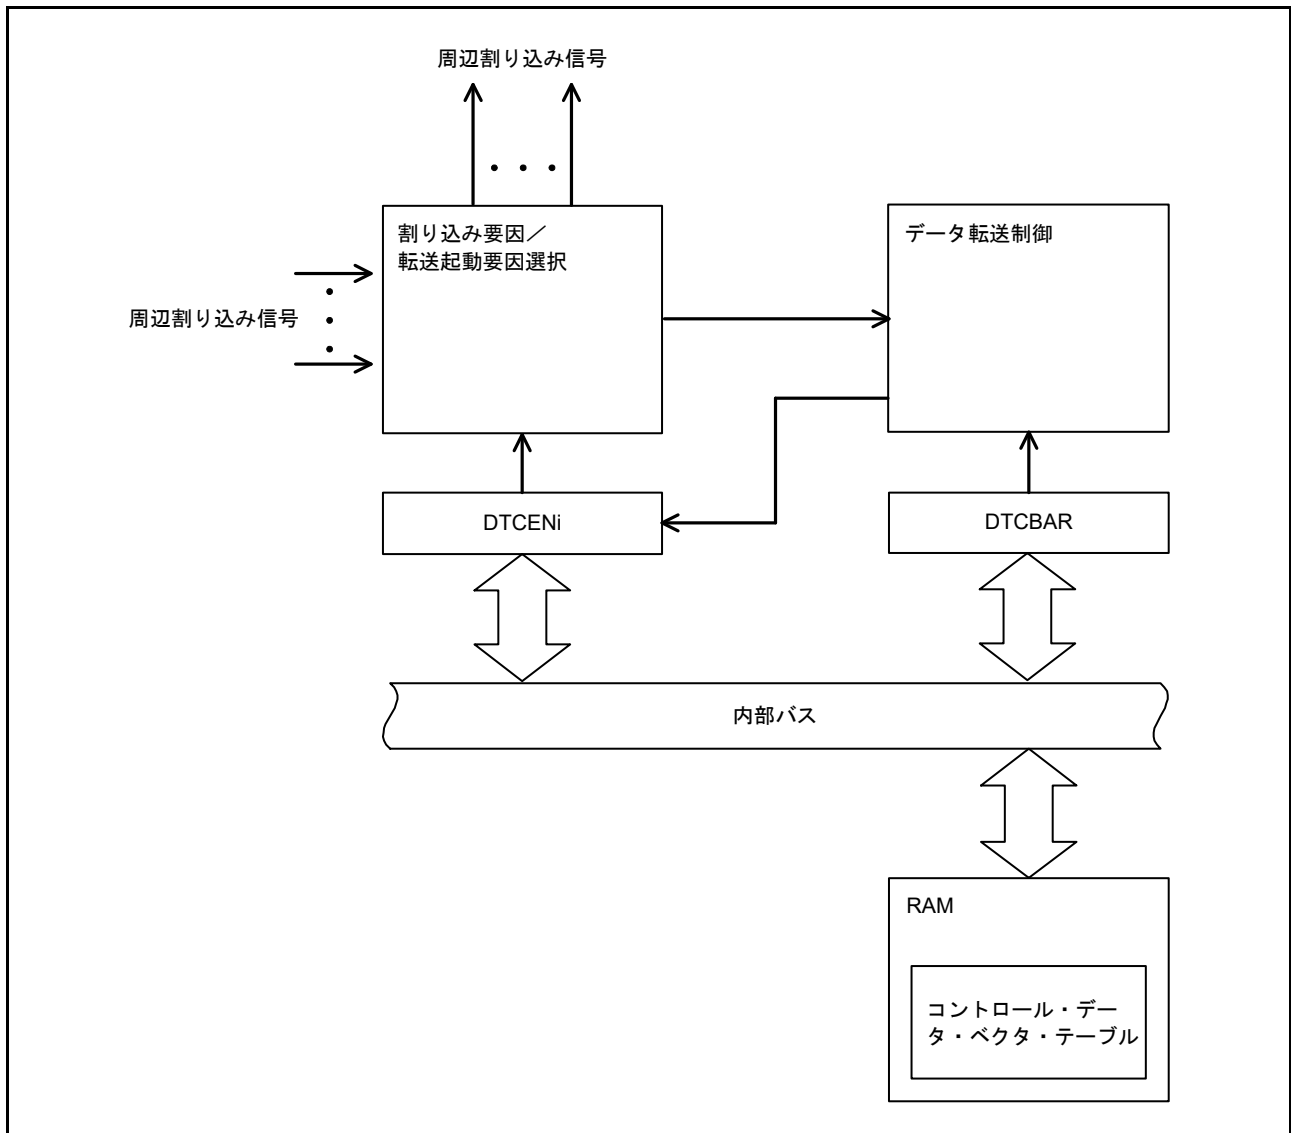 周辺割り込み信号
割り込み要因／
転送起動要因選択
データ転送制御
周辺割り込み信号
DTCENi
DTCBAR
内部バス
RAM
コントロール・デー
タ・ベクタ・テーブル